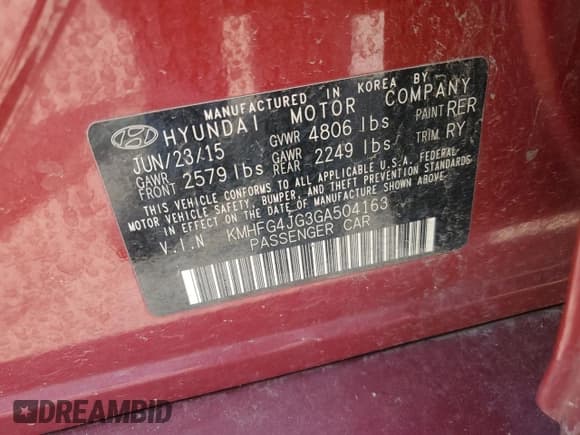 MANUFACTURED IN KOREA BY
HYUNDAI MOTOR COMPANY
JUN/23/15 GVWR 4806 lbs PAINT RER
GAWR FRONT 2579 lbs GAWR REAR 2249 lbs TRIM RY
THIS VEHICLE CONFORMS TO ALL APPLICABLE U.S.A. FEDERAL
MOTOR VEHICLE SAFETY, BUMPER, AND THEFT PREVENTION STANDARDS
IN EFFECT ON THE DATE OF MANUFACTURE SHOWN ABOVE.
V.I.N KMHFG4JG3GA504163
PASSENGER CAR
DREAMBID